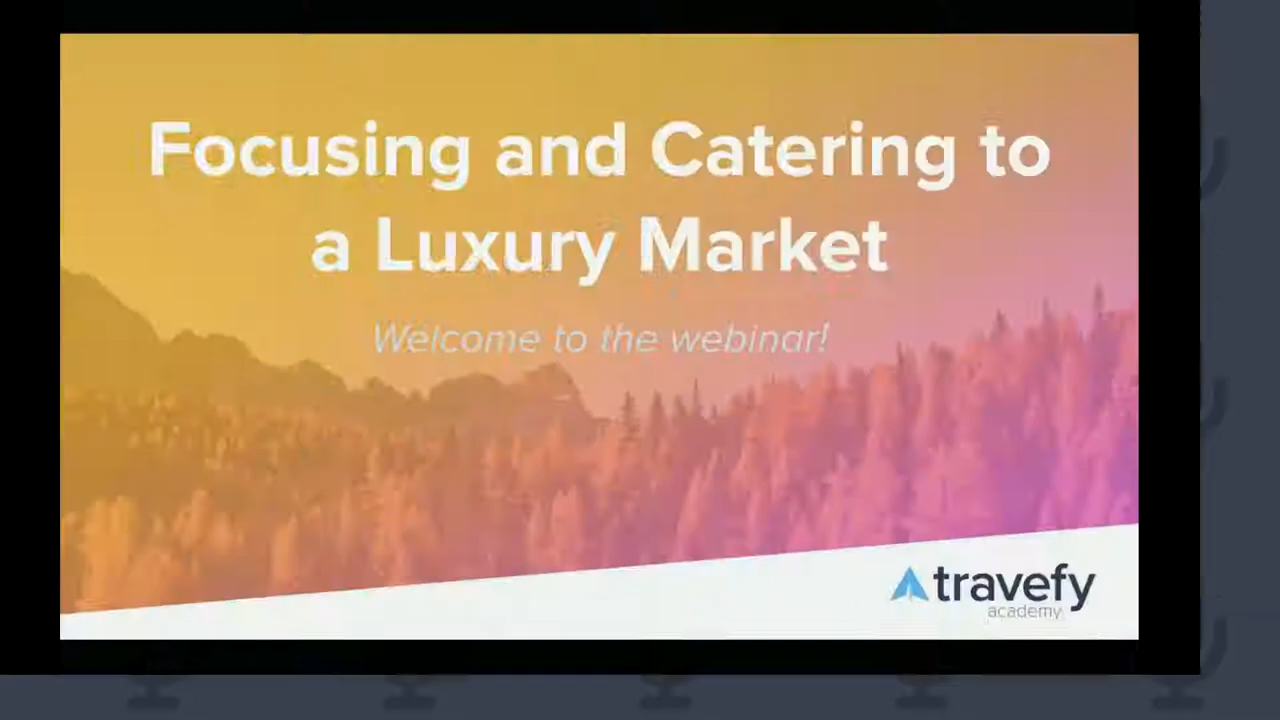 Focusing and Catering to
a Luxury Market
Welcome to the webinar!
travefy
academy